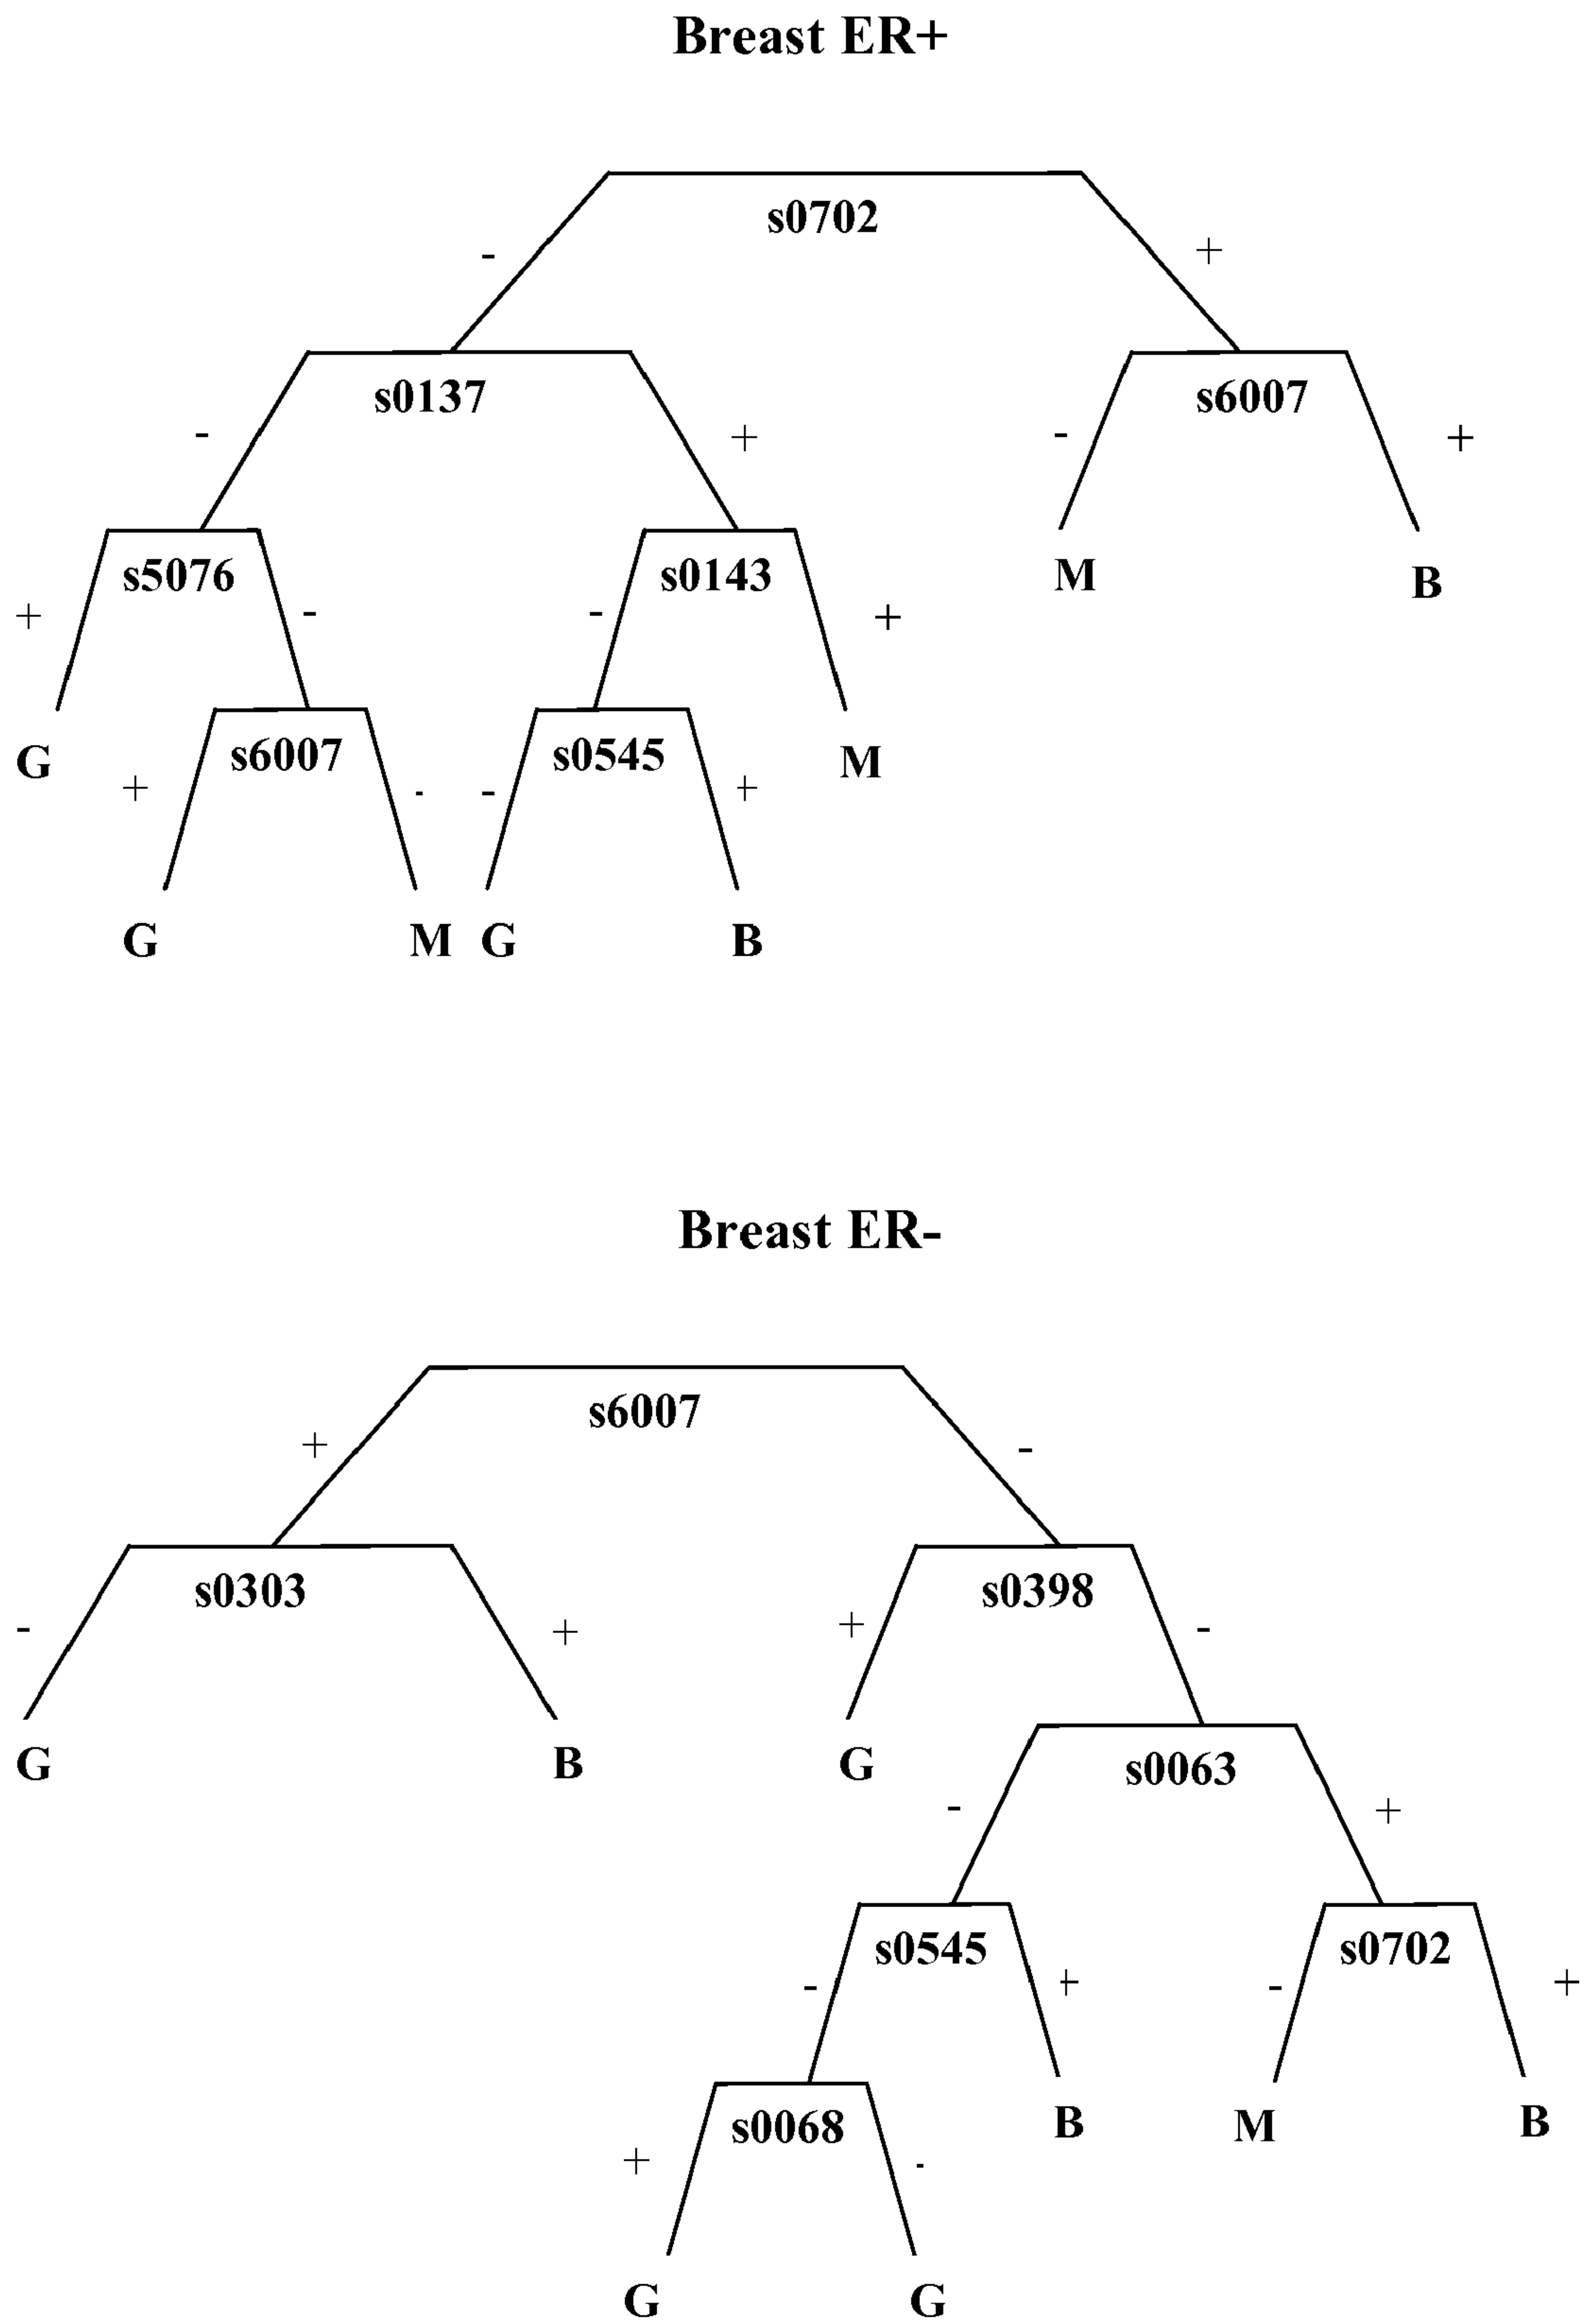 Breast ER+
s0702
- +
s0137 s6007
- + - +
s5076 s0143 M B
+ - - +
G s6007 s0545 M
+ - - +
G M G B
Breast ER-
s6007
+ -
s0303 s0398
- + + -
G B G s0063
- +
s0545 s0702
- + - +
s0068 B M B
+ -
G G